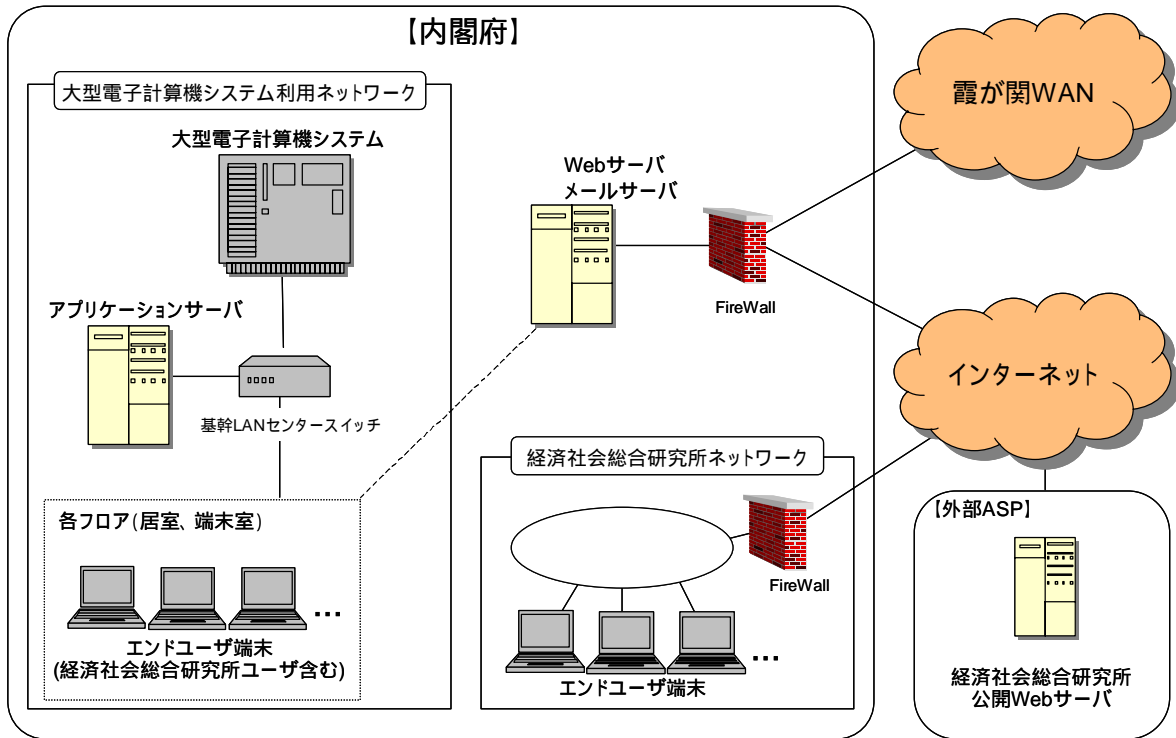 【内閣府】
大型電子計算機システム利用ネットワーク
大型電子計算機システム
アプリケーションサーバ
基幹LANセンタースイッチ
各フロア(居室、端末室)
...
エンドユーザ端末
(経済社会総合研究所ユーザ含む)
Webサーバ
メールサーバ
FireWall
経済社会総合研究所ネットワーク
FireWall
...
エンドユーザ端末
霞が関WAN
インターネット
【外部ASP】
経済社会総合研究所
公開Webサーバ